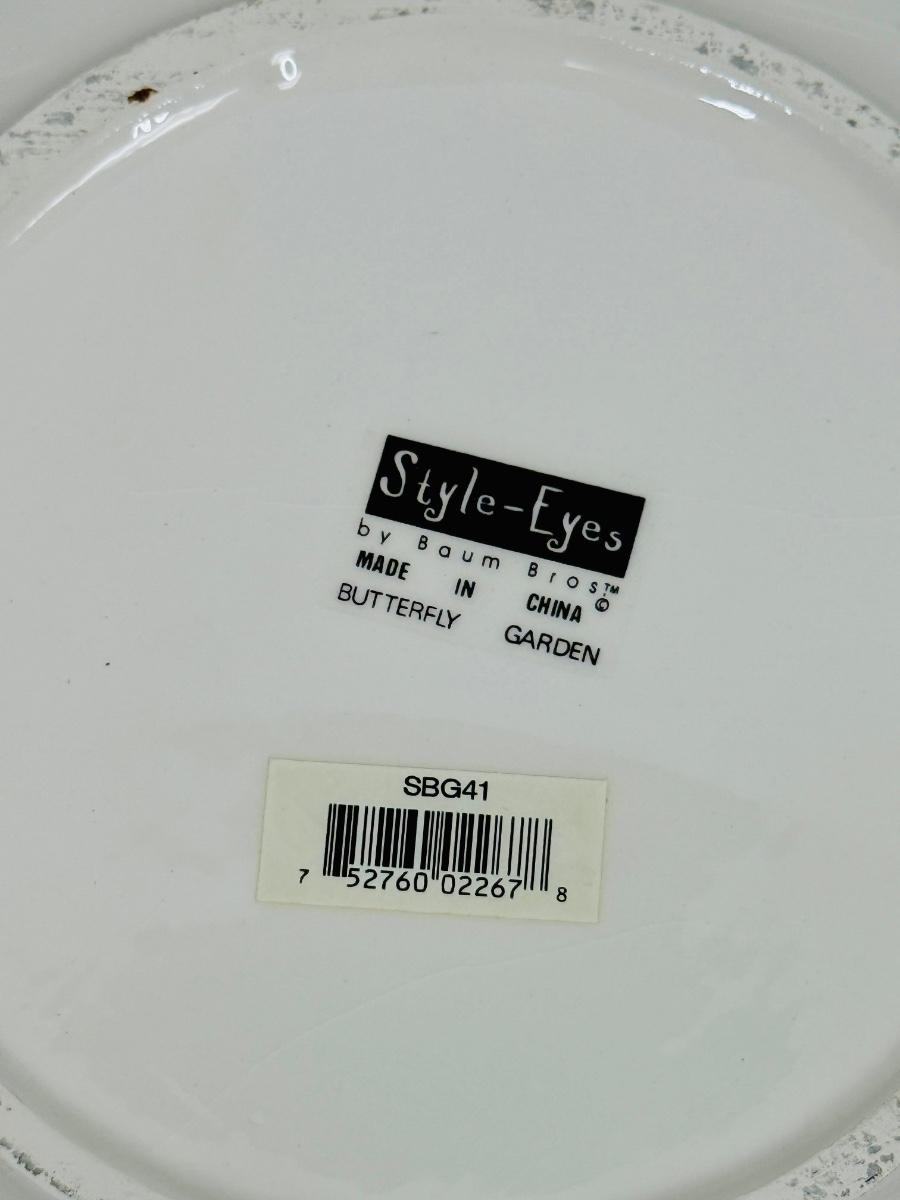 Style-Eyes
by Baum Bros™
MADE IN CHINA ©
BUTTERFLY GARDEN
SBG41
7 52760 02267 8